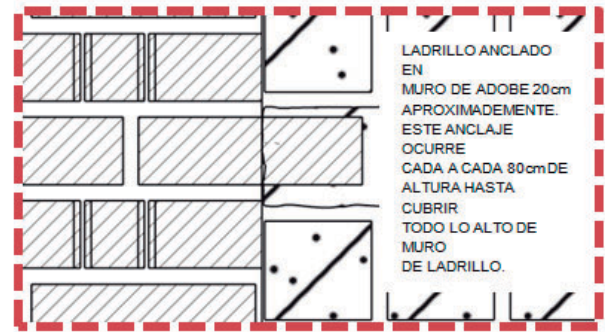 LADRILLO ANCLADO
EN
MURO DE ADOBE 20cm
APROXIMADEMENTE.
ESTE ANCLAJE
OCURRE
CADA A CADA 80cm DE
ALTURA HASTA
CUBRIR
TODO LO ALTO DE
MURO
DE LADRILLO.